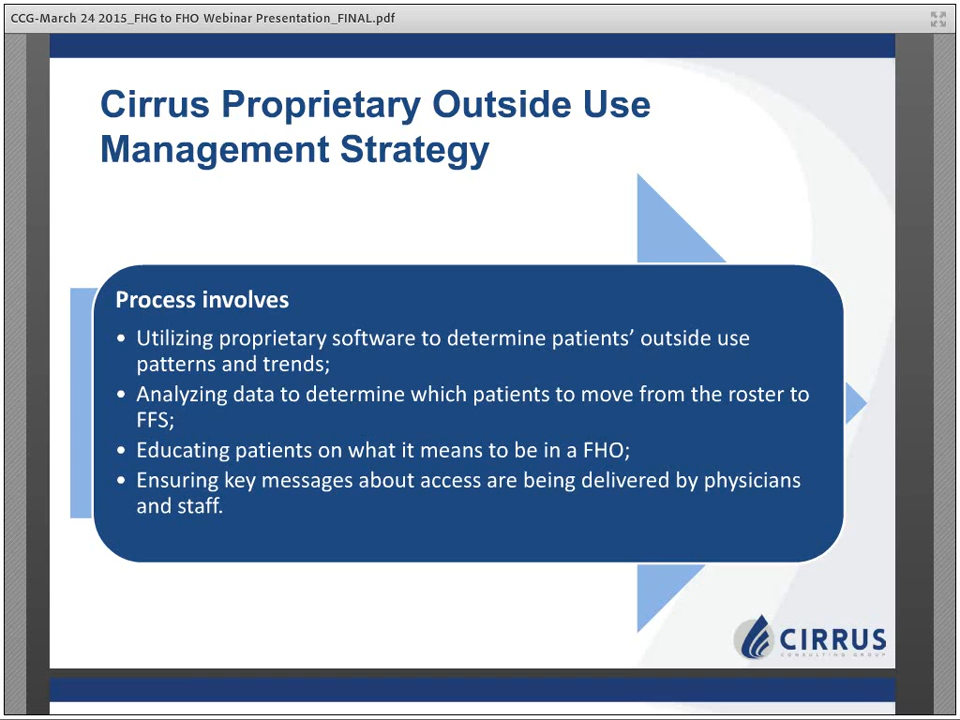 CCG-March 24 2015_FHG to FHO Webinar Presentation_FINAL.pdf
Cirrus Proprietary Outside Use
Management Strategy
Process involves
• Utilizing proprietary software to determine patients’ outside use
patterns and trends;
• Analyzing data to determine which patients to move from the roster to
FFS;
• Educating patients on what it means to be in a FHO;
• Ensuring key messages about access are being delivered by physicians
and staff.
CIRRUS
CONSULTING GROUP